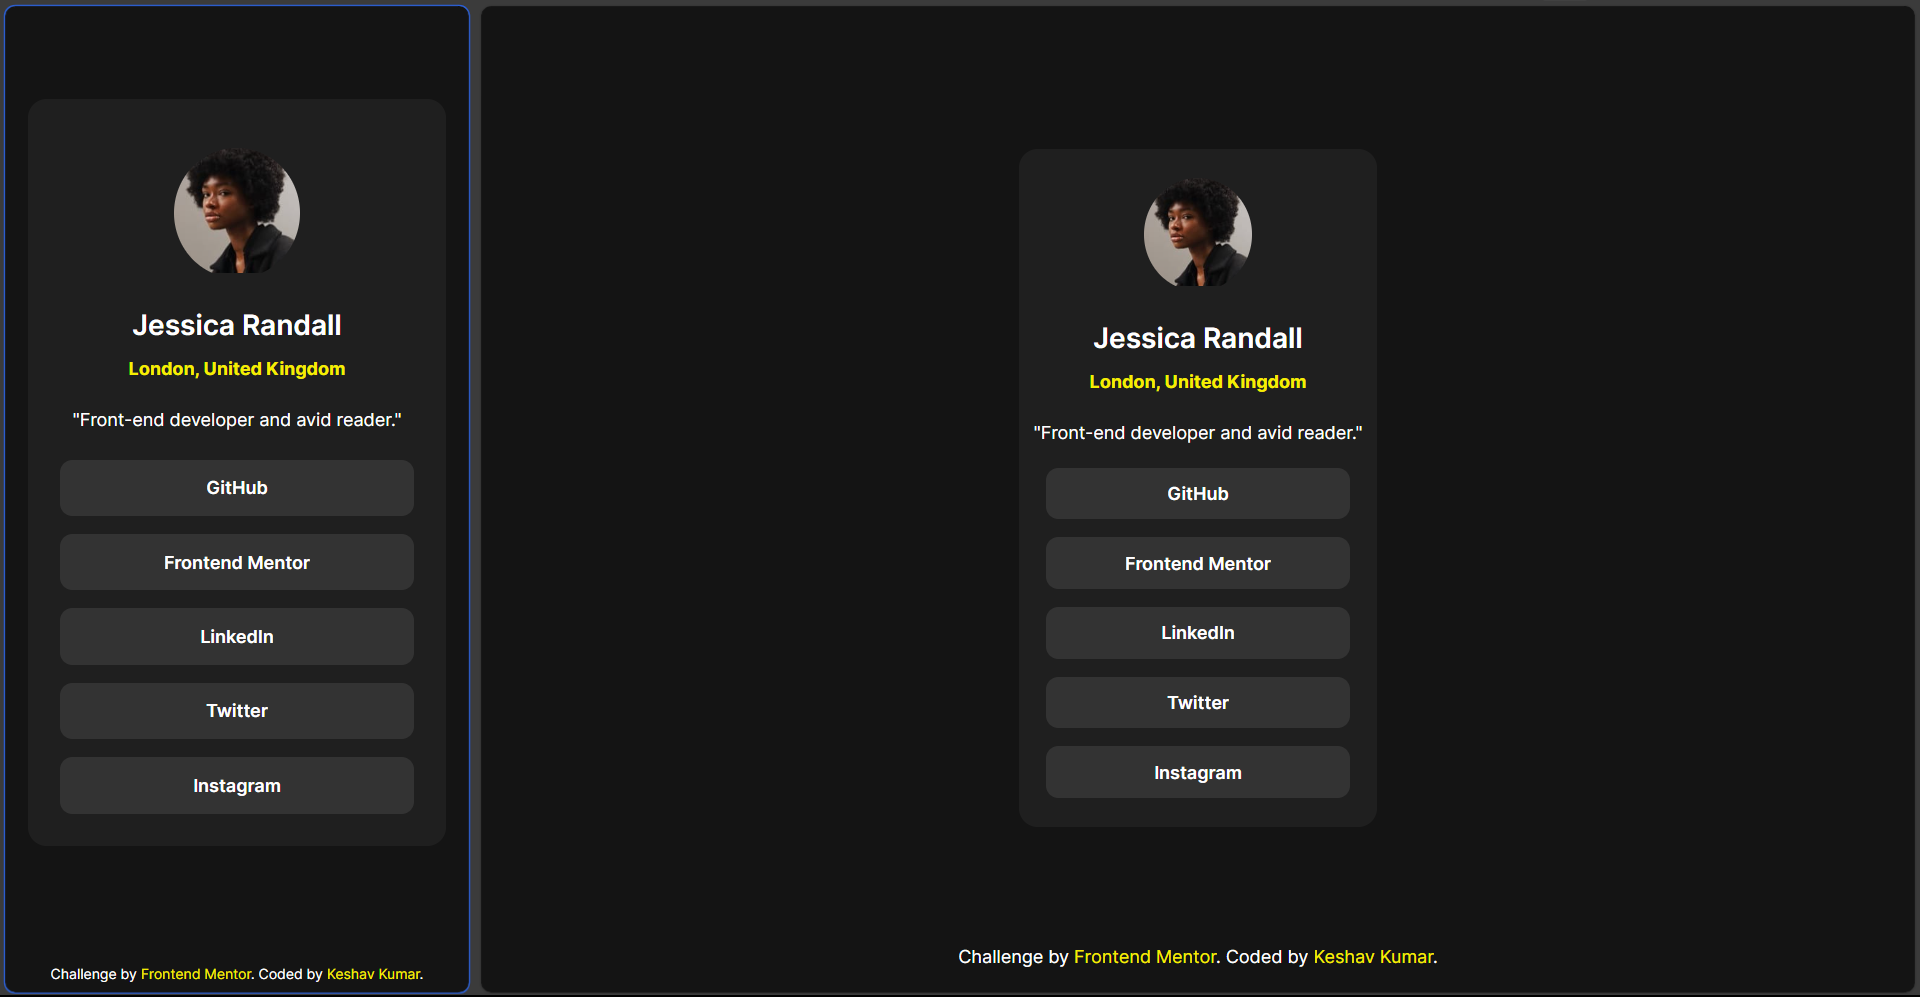 Jessica Randall
London, United Kingdom
"Front-end developer and avid reader."
GitHub
Frontend Mentor
LinkedIn
Twitter
Instagram
Challenge by Frontend Mentor. Coded by Keshav Kumar.
Jessica Randall
London, United Kingdom
"Front-end developer and avid reader."
GitHub
Frontend Mentor
LinkedIn
Twitter
Instagram
Challenge by Frontend Mentor. Coded by Keshav Kumar.